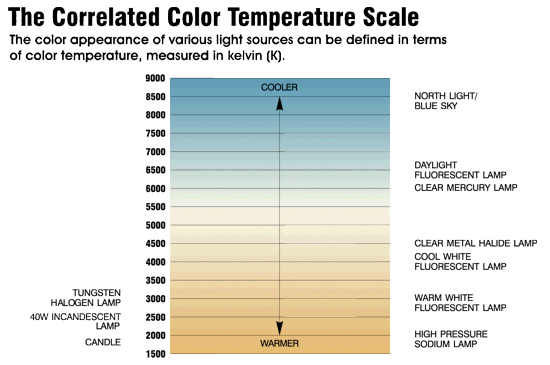 The Correlated Color Temperature Scale
The color appearance of various light sources can be defined in terms
of color temperature, measured in kelvin (K).
9000
COOLER
8500
NORTH LIGHT/
BLUE SKY
8000
7500
7000
6500
DAYLIGHT
FLUORESCENT LAMP
6000
CLEAR MERCURY LAMP
5500
5000
4500
CLEAR METAL HALIDE LAMP
4000
COOL WHITE
FLUORESCENT LAMP
3500
TUNGSTEN
HALOGEN LAMP
3000
WARM WHITE
FLUORESCENT LAMP
40W INCANDESCENT
LAMP
2500
CANDLE
2000
WARMER
HIGH PRESSURE
SODIUM LAMP
1500